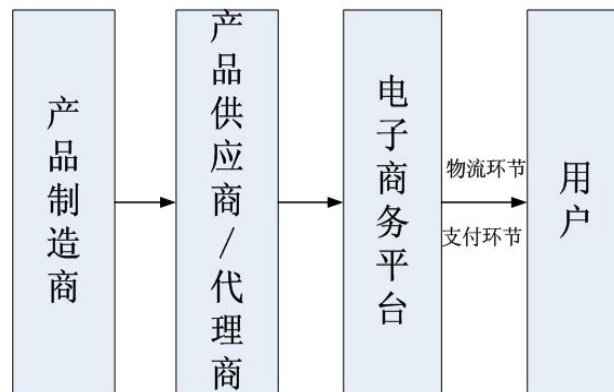 产品制造商
产品供应商/代理商
电子商务平台
物流环节
支付环节
用户